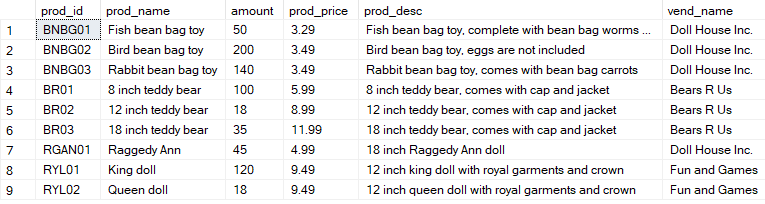 prod_id prod_name amount prod_price prod_desc vend_name
1 BNBG01 Fish bean bag toy 50 3.29 Fish bean bag toy, complete with bean bag worms ... Doll House Inc.
2 BNBG02 Bird bean bag toy 200 3.49 Bird bean bag toy, eggs are not included Doll House Inc.
3 BNBG03 Rabbit bean bag toy 140 3.49 Rabbit bean bag toy, comes with bean bag carrots Doll House Inc.
4 BR01 8 inch teddy bear 100 5.99 8 inch teddy bear, comes with cap and jacket Bears R Us
5 BR02 12 inch teddy bear 18 8.99 12 inch teddy bear, comes with cap and jacket Bears R Us
6 BR03 18 inch teddy bear 35 11.99 18 inch teddy bear, comes with cap and jacket Bears R Us
7 RGAN01 Raggedy Ann 45 4.99 18 inch Raggedy Ann doll Doll House Inc.
8 RYL01 King doll 120 9.49 12 inch king doll with royal garments and crown Fun and Games
9 RYL02 Queen doll 18 9.49 12 inch queen doll with royal garments and crown Fun and Games